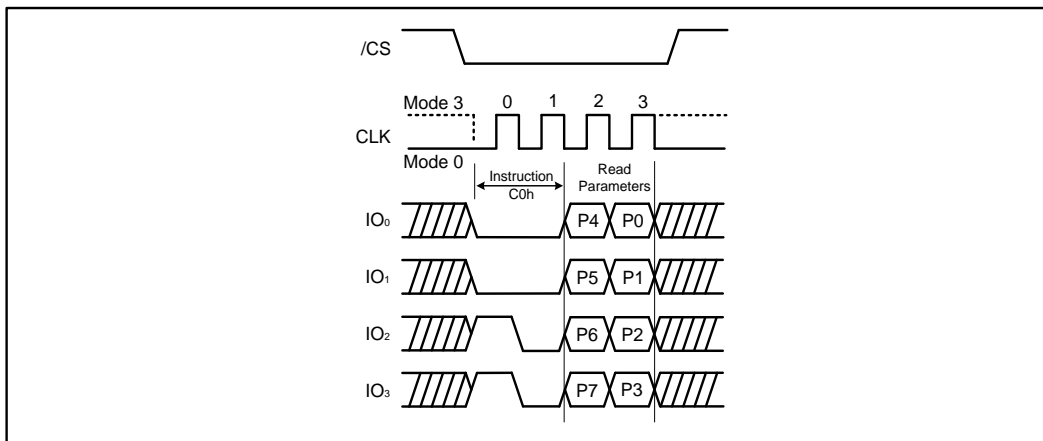 /CS
Mode 3 0 1 2 3
CLK
Mode 0
Instruction
C0h
Read
Parameters
IO₀ P4 P0
IO₁ P5 P1
IO₂ P6 P2
IO₃ P7 P3